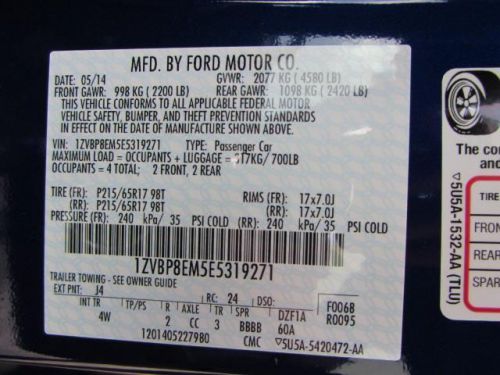 MFD. BY FORD MOTOR CO.
DATE: 05/14 GVWR: 2077 KG ( 4580 LB)
FRONT GAWR: 998 KG ( 2200 LB) REAR GAWR: 1098 KG ( 2420 LB)
THIS VEHICLE CONFORMS TO ALL APPLICABLE FEDERAL MOTOR
VEHICLE SAFETY, BUMPER, AND THEFT PREVENTION STANDARDS
IN EFFECT ON THE DATE OF MANUFACTURE SHOWN ABOVE.
VIN: 1ZVBP8EM5E5319271 TYPE: Passenger Car
MAXIMUM LOAD = OCCUPANTS + LUGGAGE = 317KG/ 700LB
OCCUPANTS = 4 TOTAL; 2 FRONT, 2 REAR
TIRE (FR): P215/65R17 98T RIMS (FR): 17x7.0J
(RR): P215/65R17 98T (RR): 17x7.0J
PRESSURE (FR): 240 kPa/ 35 PSI COLD (RR): 240 kPa/ 35 PSI COLD
1ZVBP8EM5E5319271
TRAILER TOWING - SEE OWNER GUIDE
EXT PNT: J4 RC: 24 DSO: F006B
INT TR TP/PS R AXLE TR SPR DZF1A R0095
4W 2 CC 3 BBBB 60A
1201405227980 CMC ▽5U5A-5420472-AA
The co
and
TIRE
FRON
REAR
SPAR
▽5U5A-1532-AA (TLU)